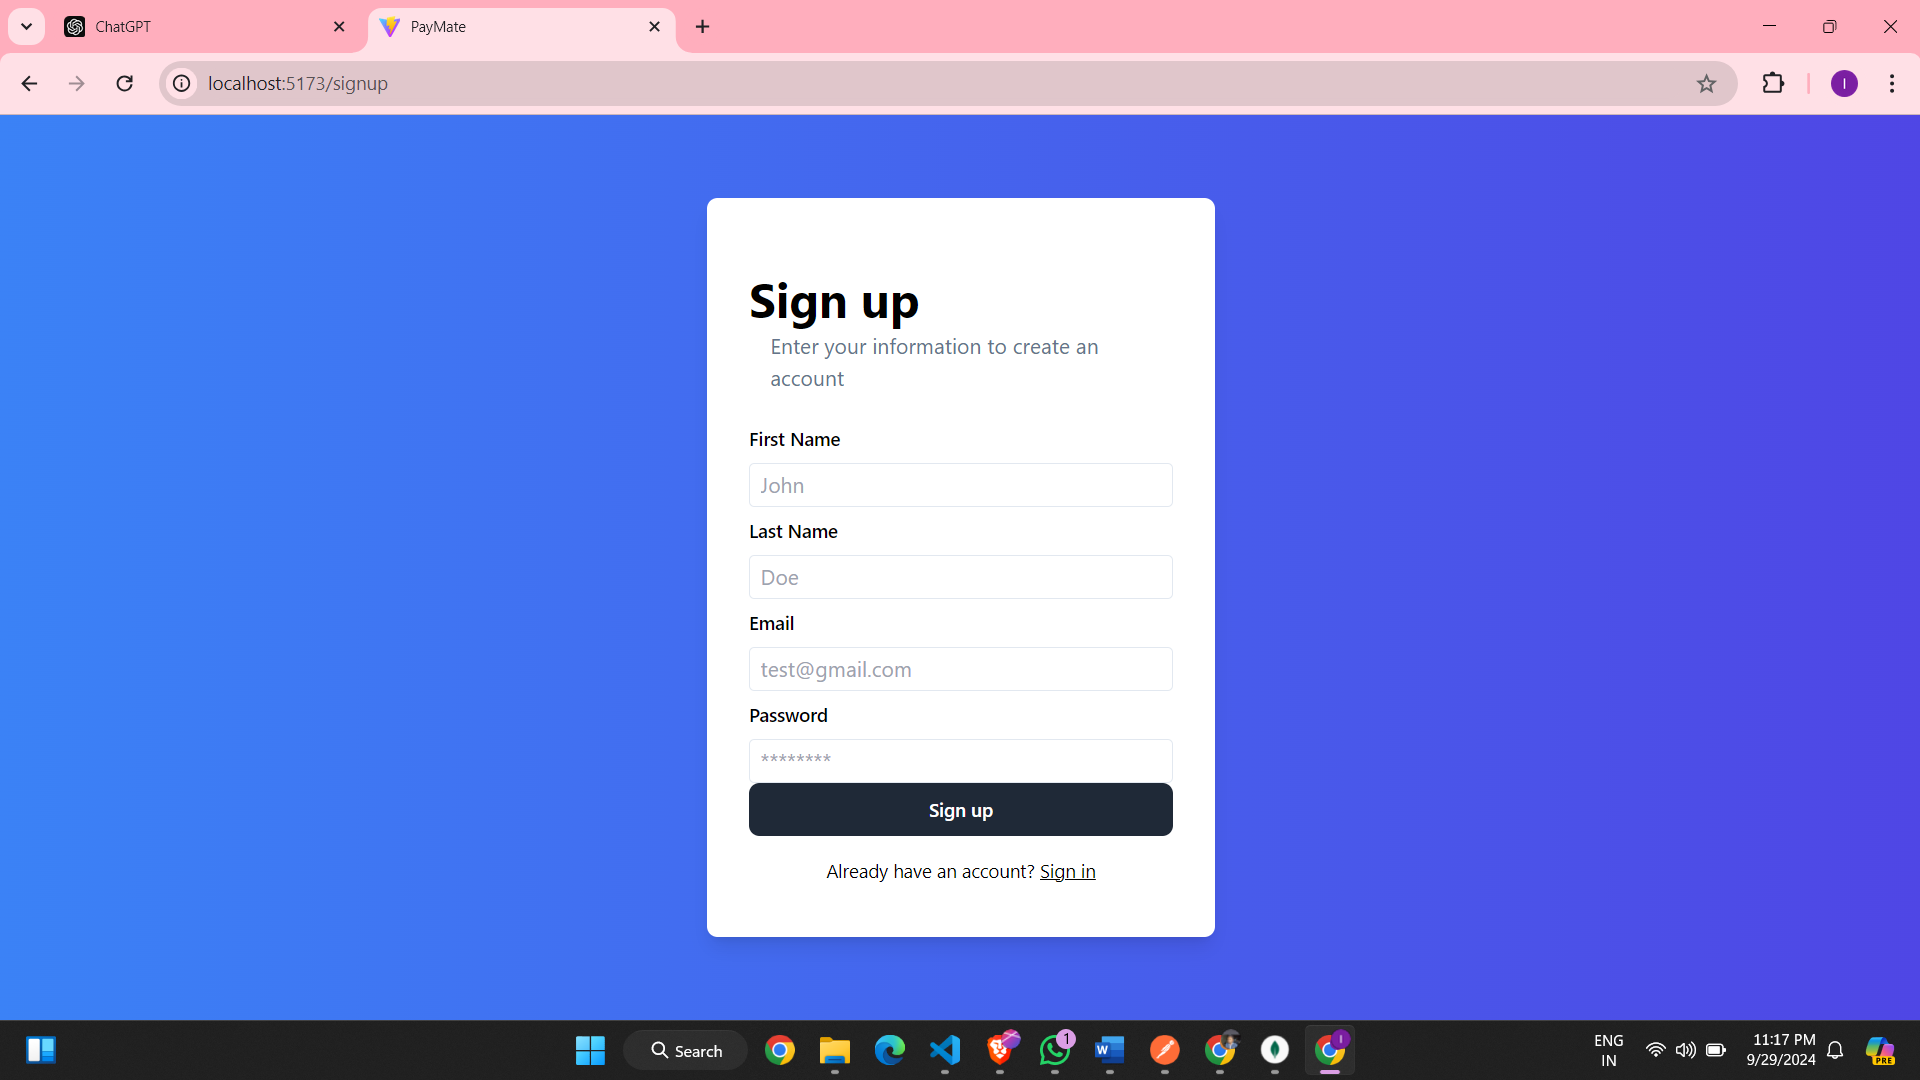 ChatGPT
PayMate
localhost:5173/signup
I
Sign up
Enter your information to create an
account
First Name
John
Last Name
Doe
Email
test@gmail.com
Password
********
Sign up
Already have an account? Sign in
Search
W
1
I
ENG
IN
11:17 PM
9/29/2024
PRE